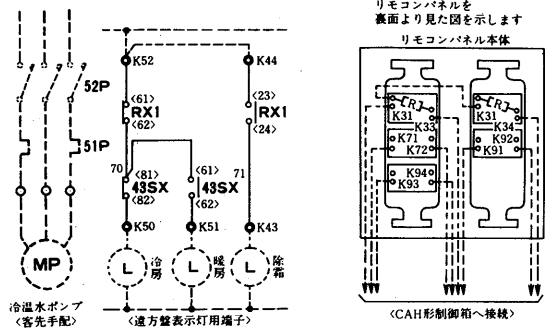 リモコンパネルを
裏面より見た図を示します
リモコンパネル本体
K52
K44
52P
<61>
RX1
<62>
<23>
RX1
<24>
51P
70
<81>
43SX
<82>
<61>
43SX
<62>
71
K50
K51
K43
MP
L
冷房
L
暖房
L
除霜
冷温水ポンプ
<客先手配>
<遠方盤表示灯用端子>
R
K31
K33
K71
K72
K94
K93
R
K31
K34
K92
K91
<CAH形制御箱へ接続>